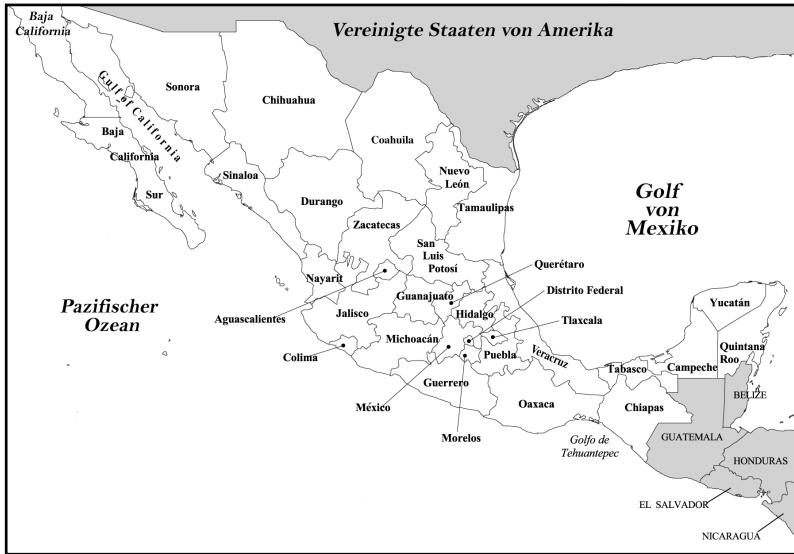 Baja
California
Vereinigte Staaten von Amerika
Gulf of California
Sonora
Chihuahua
Coahuila
Baja
California
Sur
Sinaloa
Nuevo
León
Durango
Tamaulipas
Golf
von
Mexiko
Zacatecas
San
Luis
Potosí
Querétaro
Nayarit
Distrito Federal
Guanajuato
Pazifischer
Ozean
Aguascalientes
Jalisco
Hidalgo
Tlaxcala
Yucatán
Michoacán
Quintana
Roo
Colima
Puebla
Veracruz
Tabasco
Campeche
Guerrero
BELIZE
México
Oaxaca
Chiapas
Morelos
Golfo de
Tehuantepec
GUATEMALA
HONDURAS
EL SALVADOR
NICARAGUA